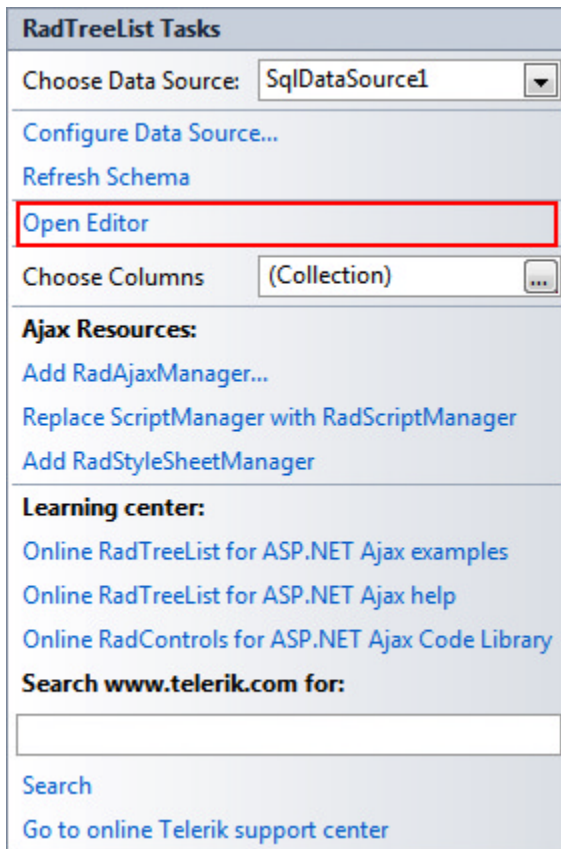 RadTreeList Tasks
Choose Data Source: SqlDataSource1
Configure Data Source...
Refresh Schema
Open Editor
Choose Columns (Collection) ...
Ajax Resources:
Add RadAjaxManager...
Replace ScriptManager with RadScriptManager
Add RadStyleSheetManager
Learning center:
Online RadTreeList for ASP.NET Ajax examples
Online RadTreeList for ASP.NET Ajax help
Online RadControls for ASP.NET Ajax Code Library
Search www.telerik.com for:
Search
Go to online Telerik support center